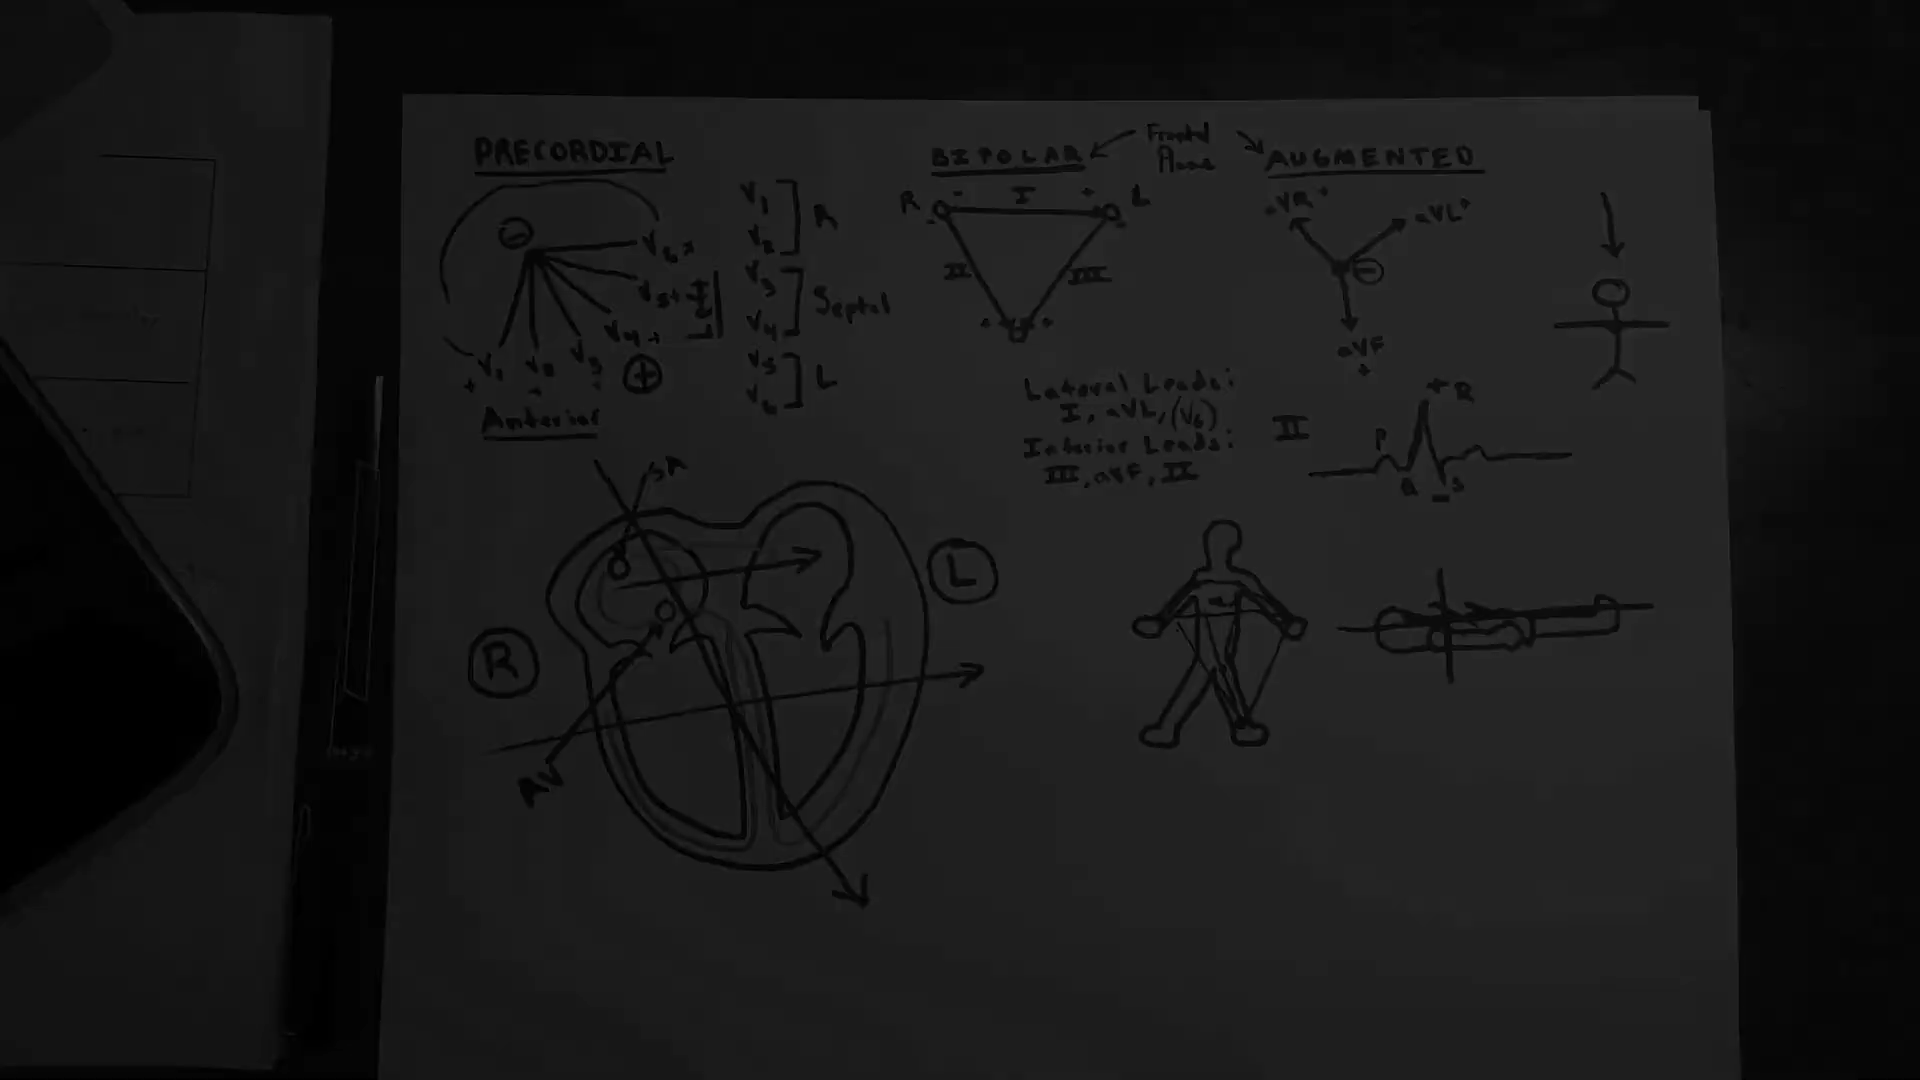 PRECORDIAL
V6+
V5+
V4+
V1
V2
V3
+
Anterior
V1
V2
R
V3
V4
Septal
V5
V6
L
Frontal
Plane
BIPOLAR
R - I + L
II
III
+ +
AUGMENTED
aVR+
aVL+
aVF
+
Lateral Leads:
I, aVL, (V6)
Inferior Leads:
III, aVF, II
II
+R
P
Q
S
SA
L
R
AV